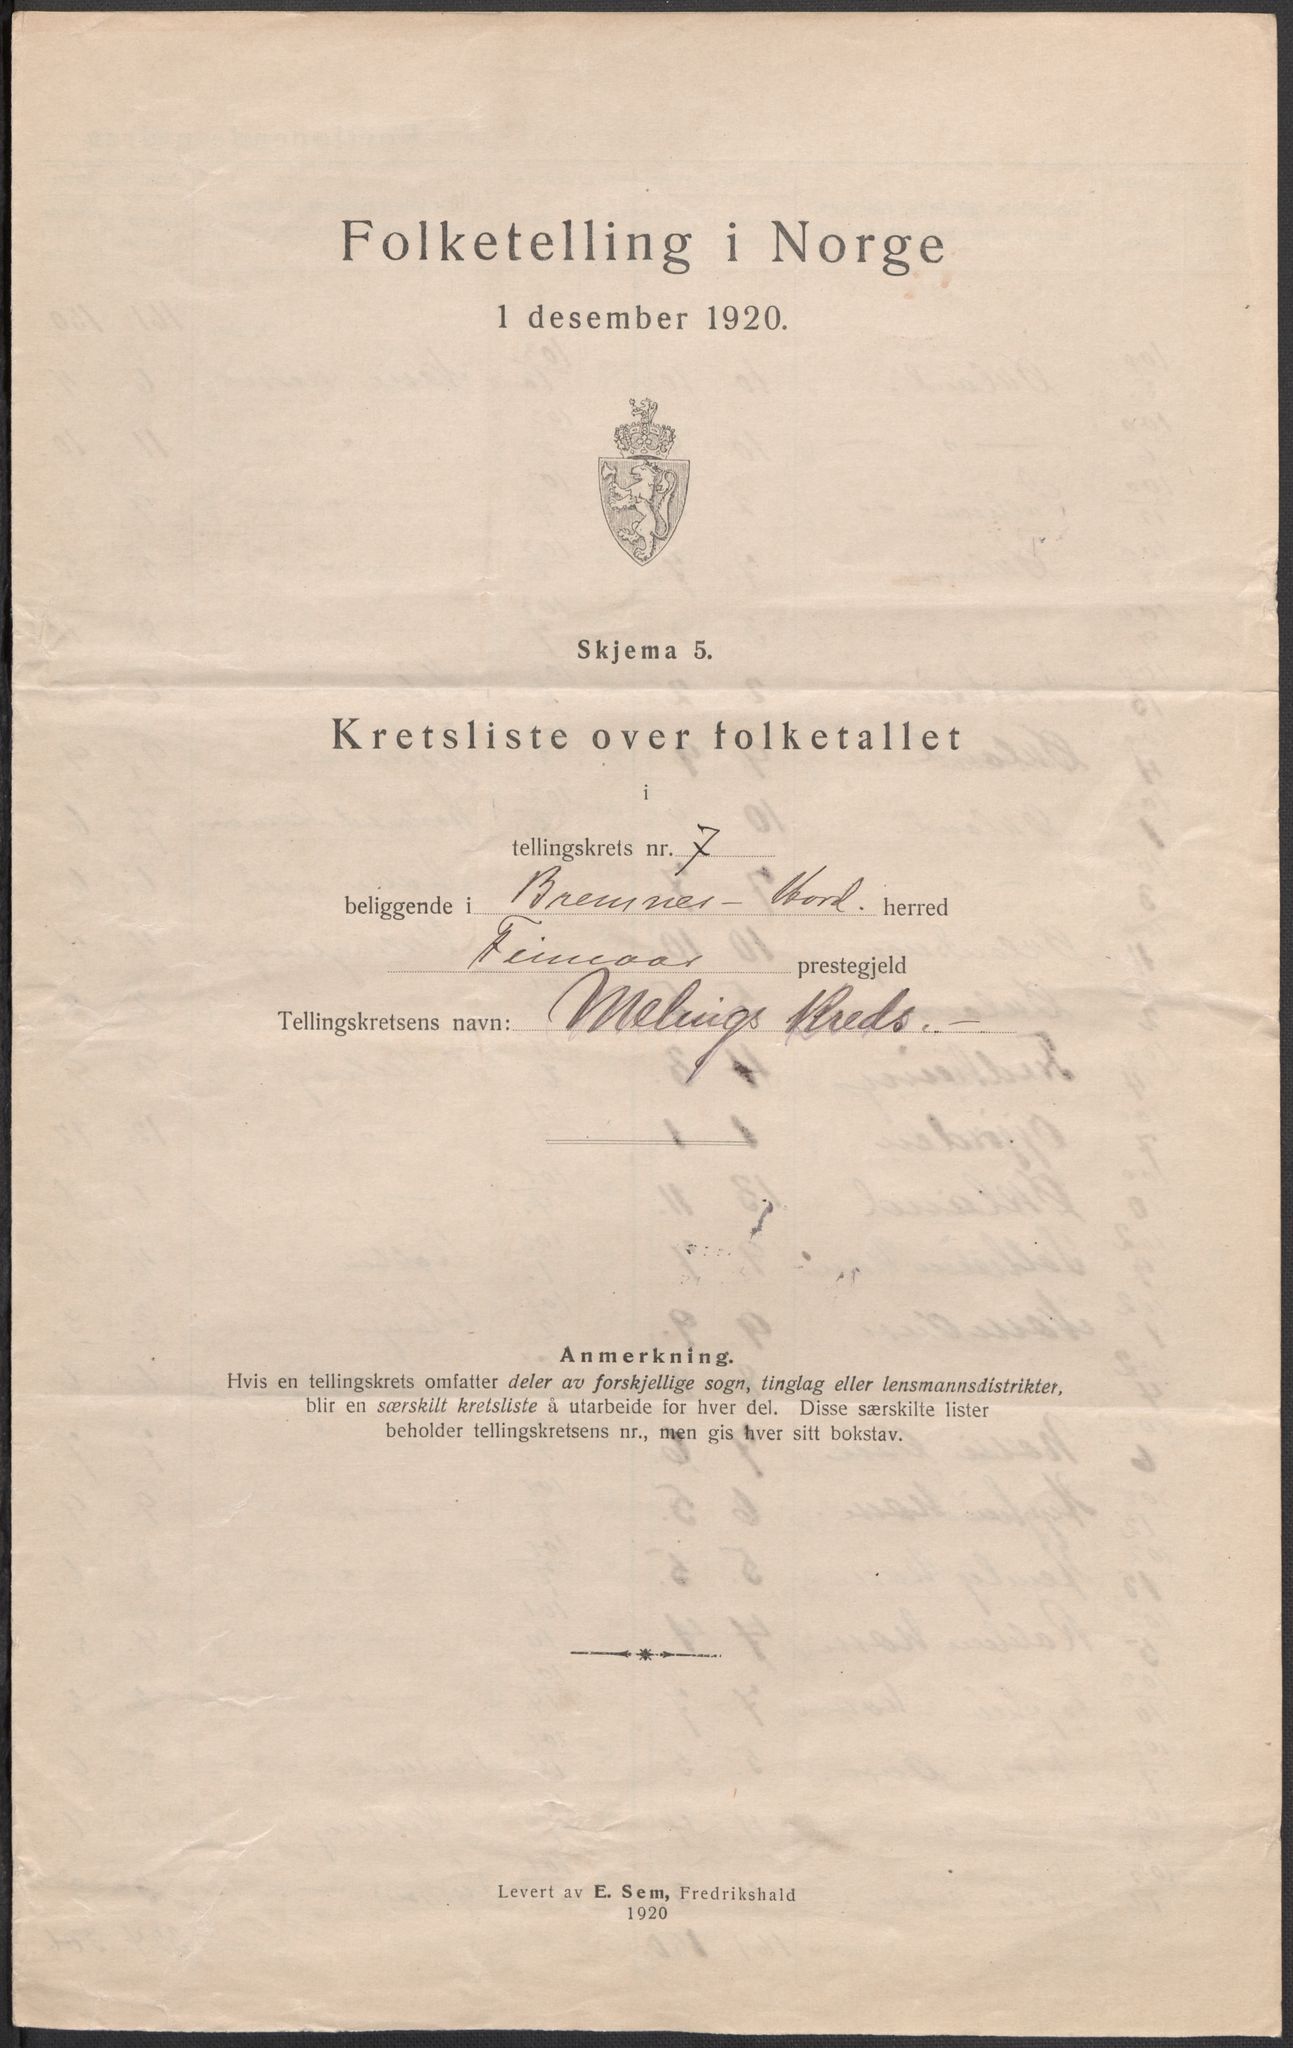 Folketelling i Norge
1 desember 1920.
Skjema 5.
Kretsliste over folketallet
i
tellingskrets nr. 7
beliggende i Bremnes - Hord. herred
Finnaas prestegjeld
Tellingskretsens navn: Melings Kreds. -
Anmerkning.
Hvis en tellingskrets omfatter deler av forskjellige sogn, tinglag eller lensmannsdistrikter,
blir en særskilt kretsliste å utarbeide for hver del. Disse særskilte lister
beholder tellingskretsens nr., men gis hver sitt bokstav.
Levert av E. Sem, Fredrikshald
1920